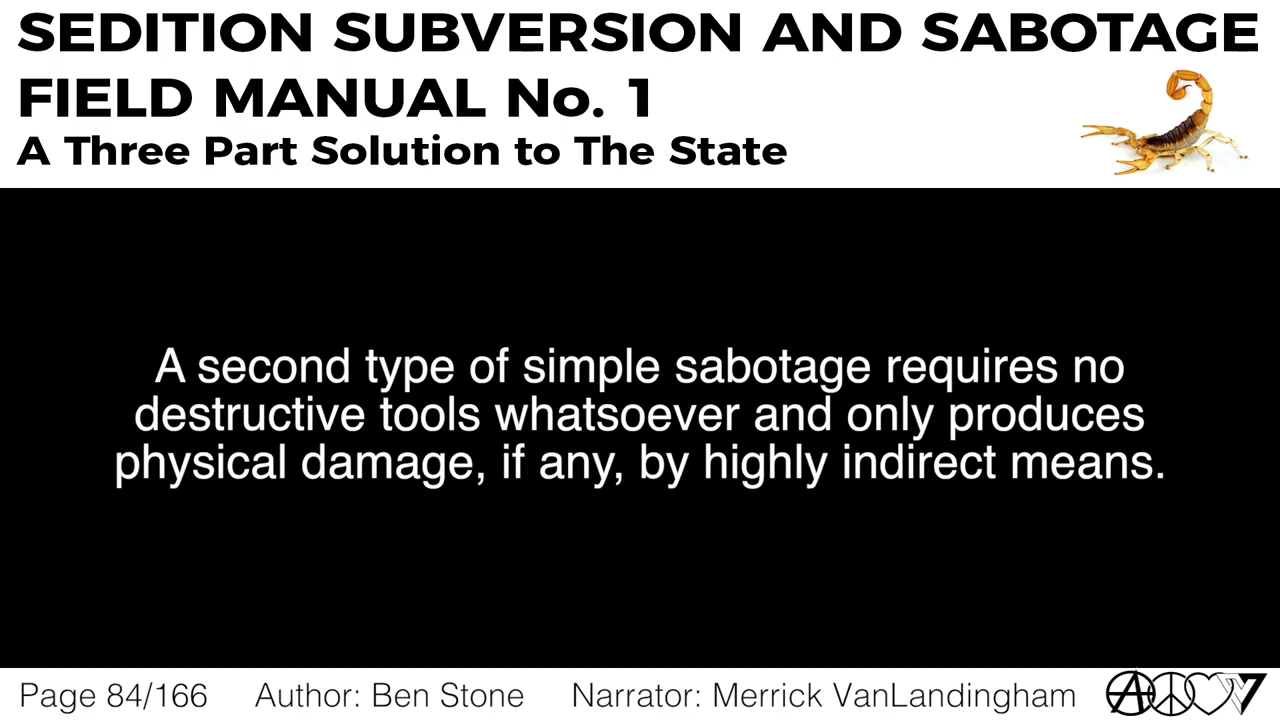 SEDITION SUBVERSION AND SABOTAGE
FIELD MANUAL No. 1
A Three Part Solution to The State
A second type of simple sabotage requires no
destructive tools whatsoever and only produces
physical damage, if any, by highly indirect means.
Page 84/166 Author: Ben Stone Narrator: Merrick VanLandingham